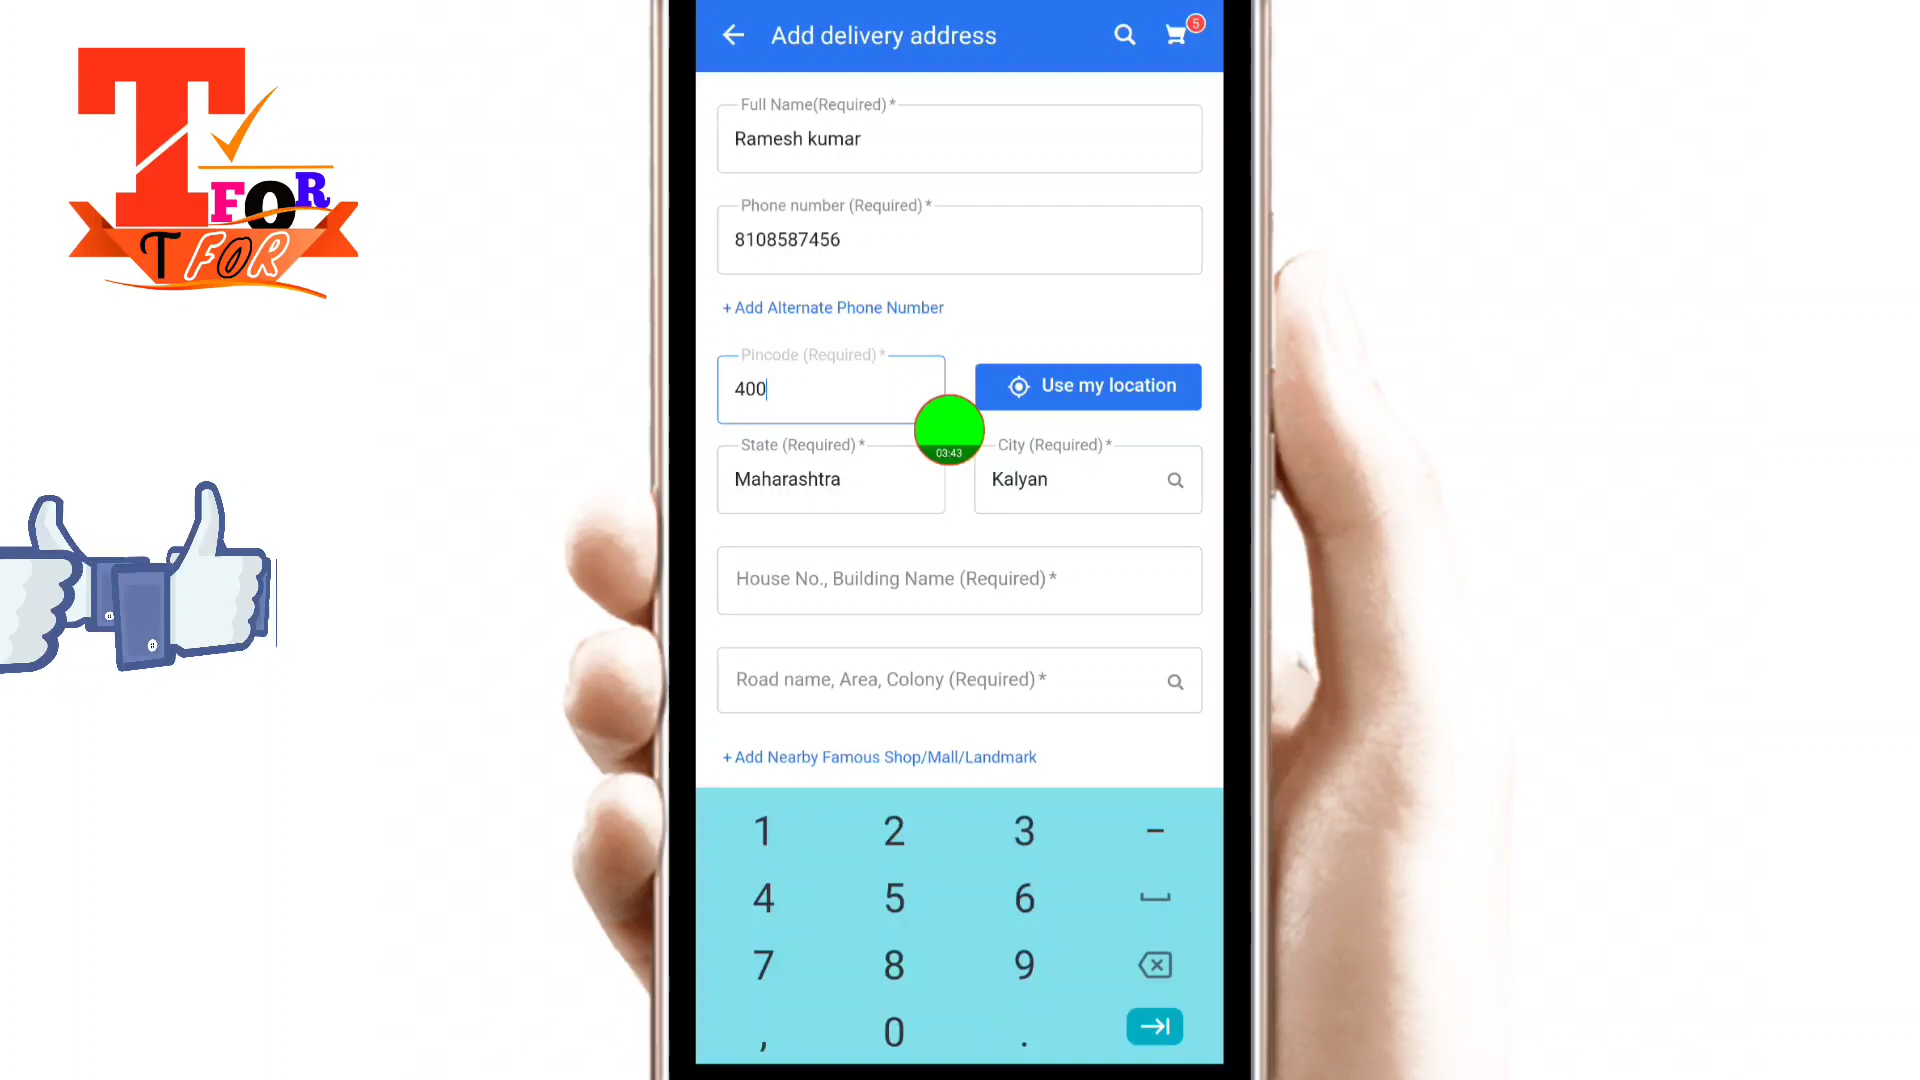 T
FOR
T FOR
Add delivery address
5
Full Name(Required)*
Ramesh kumar
Phone number (Required)*
8108587456
+ Add Alternate Phone Number
Pincode (Required)*
400
Use my location
03:43
State (Required)*
Maharashtra
City (Required)*
Kalyan
House No., Building Name (Required)*
Road name, Area, Colony (Required)*
+ Add Nearby Famous Shop/Mall/Landmark
1 2 3 -
4 5 6
7 8 9
, 0 .